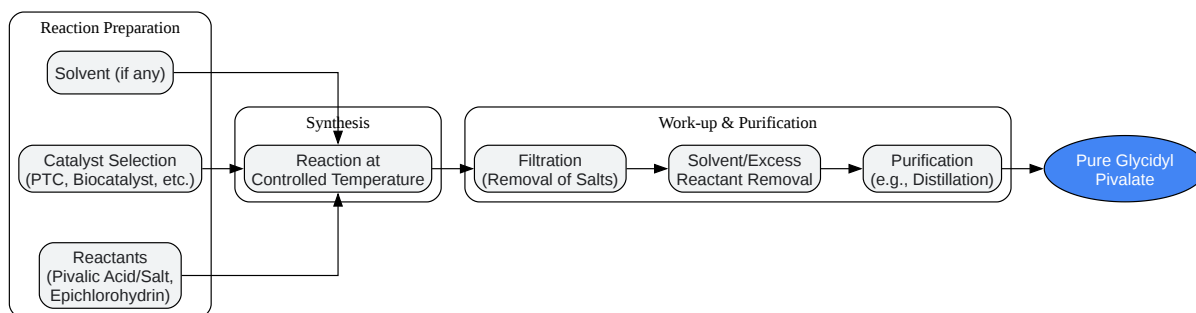 Reaction Preparation
Solvent (if any)
Catalyst Selection
(PTC, Biocatalyst, etc.)
Reactants
(Pivalic Acid/Salt,
Epichlorohydrin)
Synthesis
Reaction at
Controlled Temperature
Work-up & Purification
Filtration
(Removal of Salts)
Solvent/Excess
Reactant Removal
Purification
(e.g., Distillation)
Pure Glycidyl
Pivalate